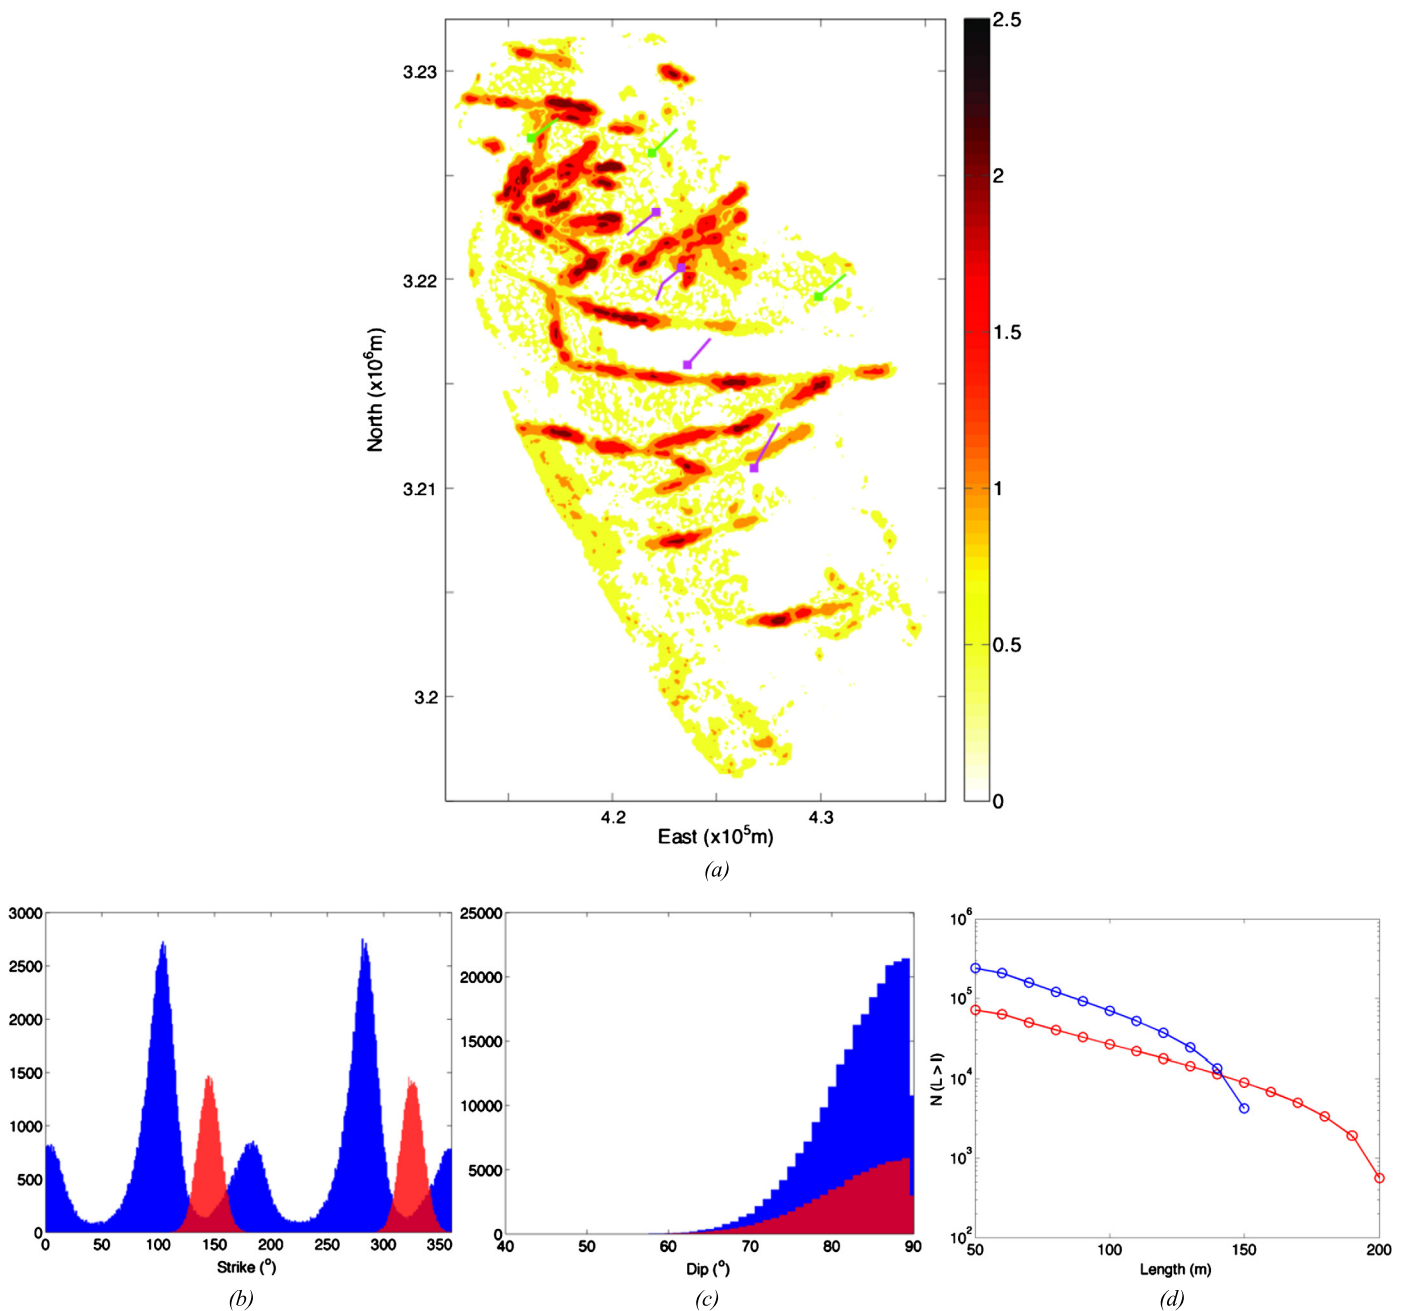 3.23
3.22
3.21
3.2
North (x10⁶m)
4.2
4.3
East (x10⁵m)
2.5
2
1.5
1
0.5
0
(a)
3000
2500
2000
1500
1000
500
0
0 50 100 150 200 250 300 350
Strike (°)
(b)
25000
20000
15000
10000
5000
0
40 50 60 70 80 90
Dip (°)
(c)
10⁶
10⁵
10⁴
10³
10²
N (L > l)
50 100 150 200
Length (m)
(d)